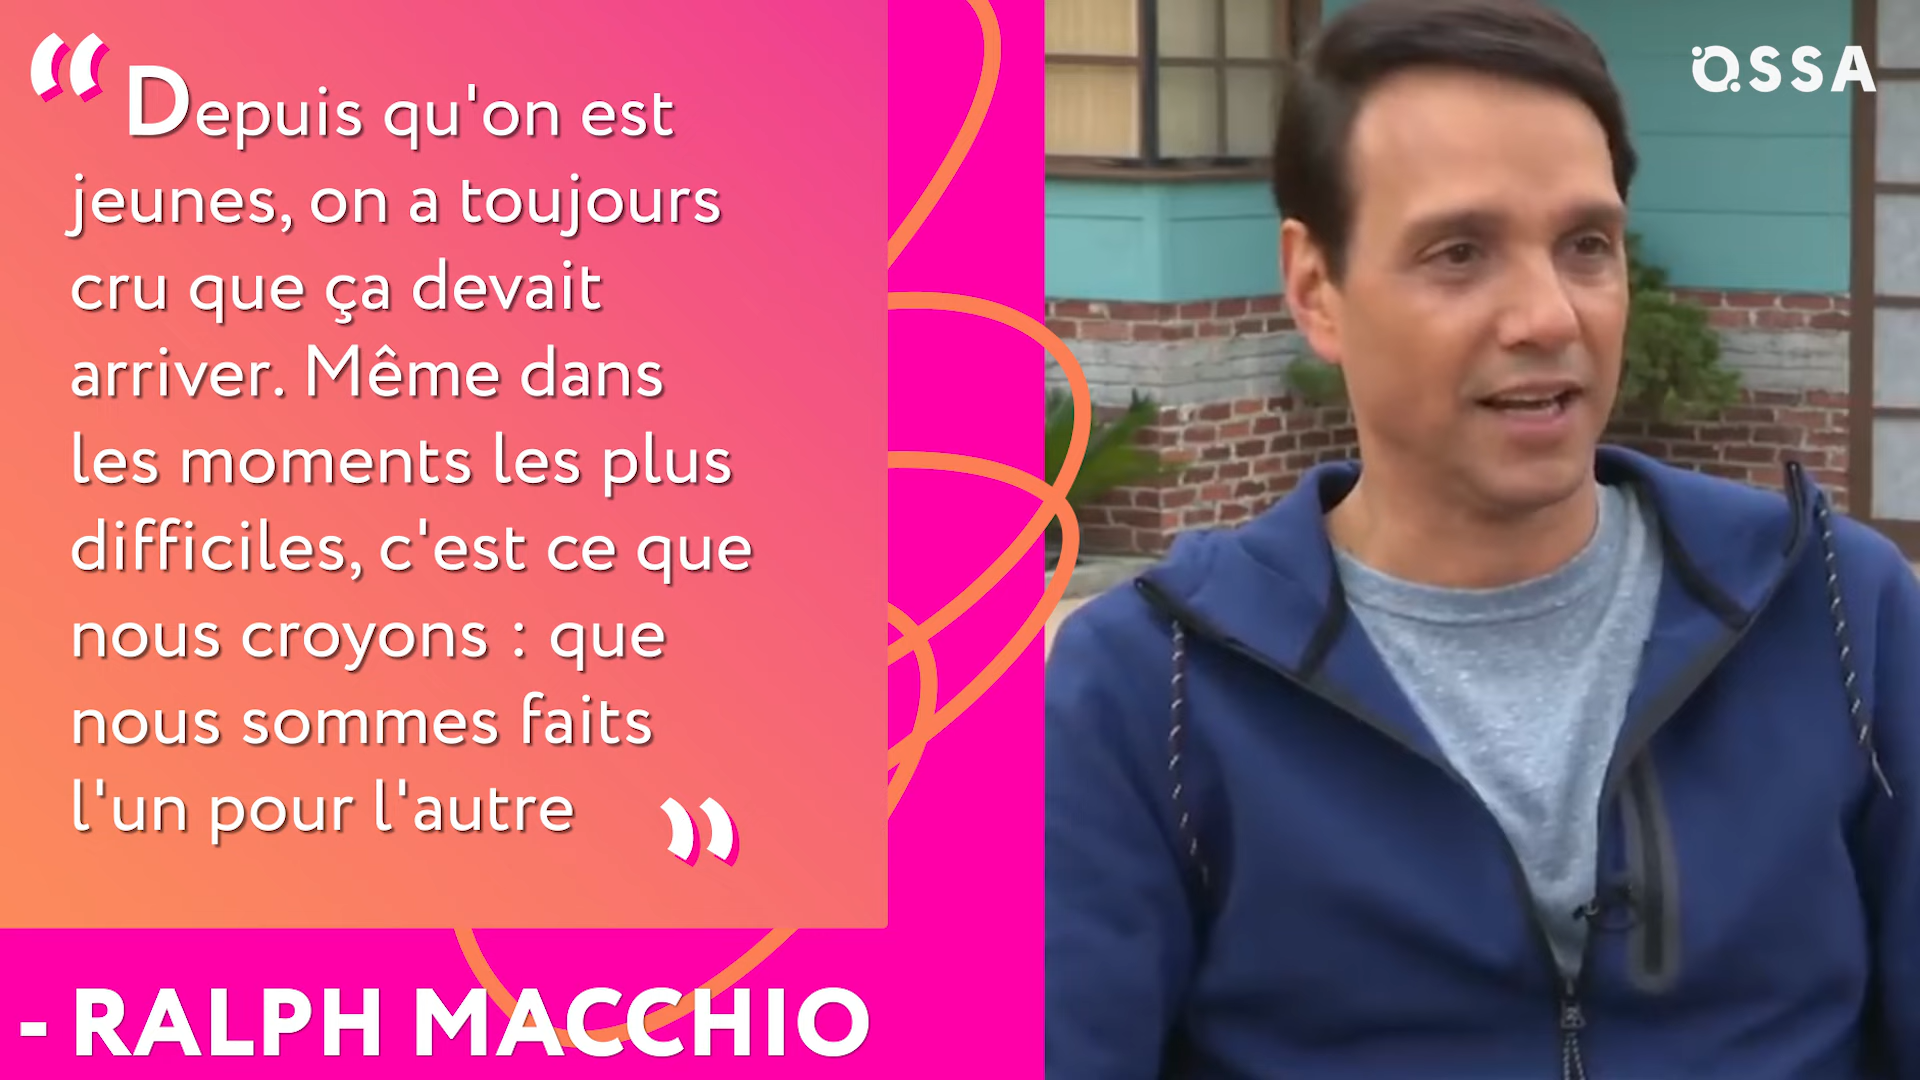 “ Depuis qu'on est
jeunes, on a toujours
cru que ça devait
arriver. Même dans
les moments les plus
difficiles, c'est ce que
nous croyons : que
nous sommes faits
l'un pour l'autre ”
- RALPH MACCHIO
OSSA